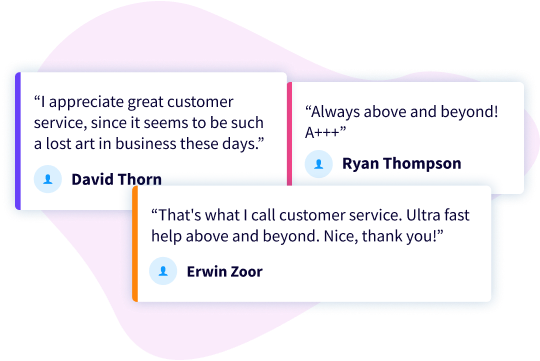 “I appreciate great customer
service, since it seems to be such
a lost art in business these days.”
David Thorn
“Always above and beyond!
A+++”
Ryan Thompson
“That's what I call customer service. Ultra fast
help above and beyond. Nice, thank you!”
Erwin Zoor